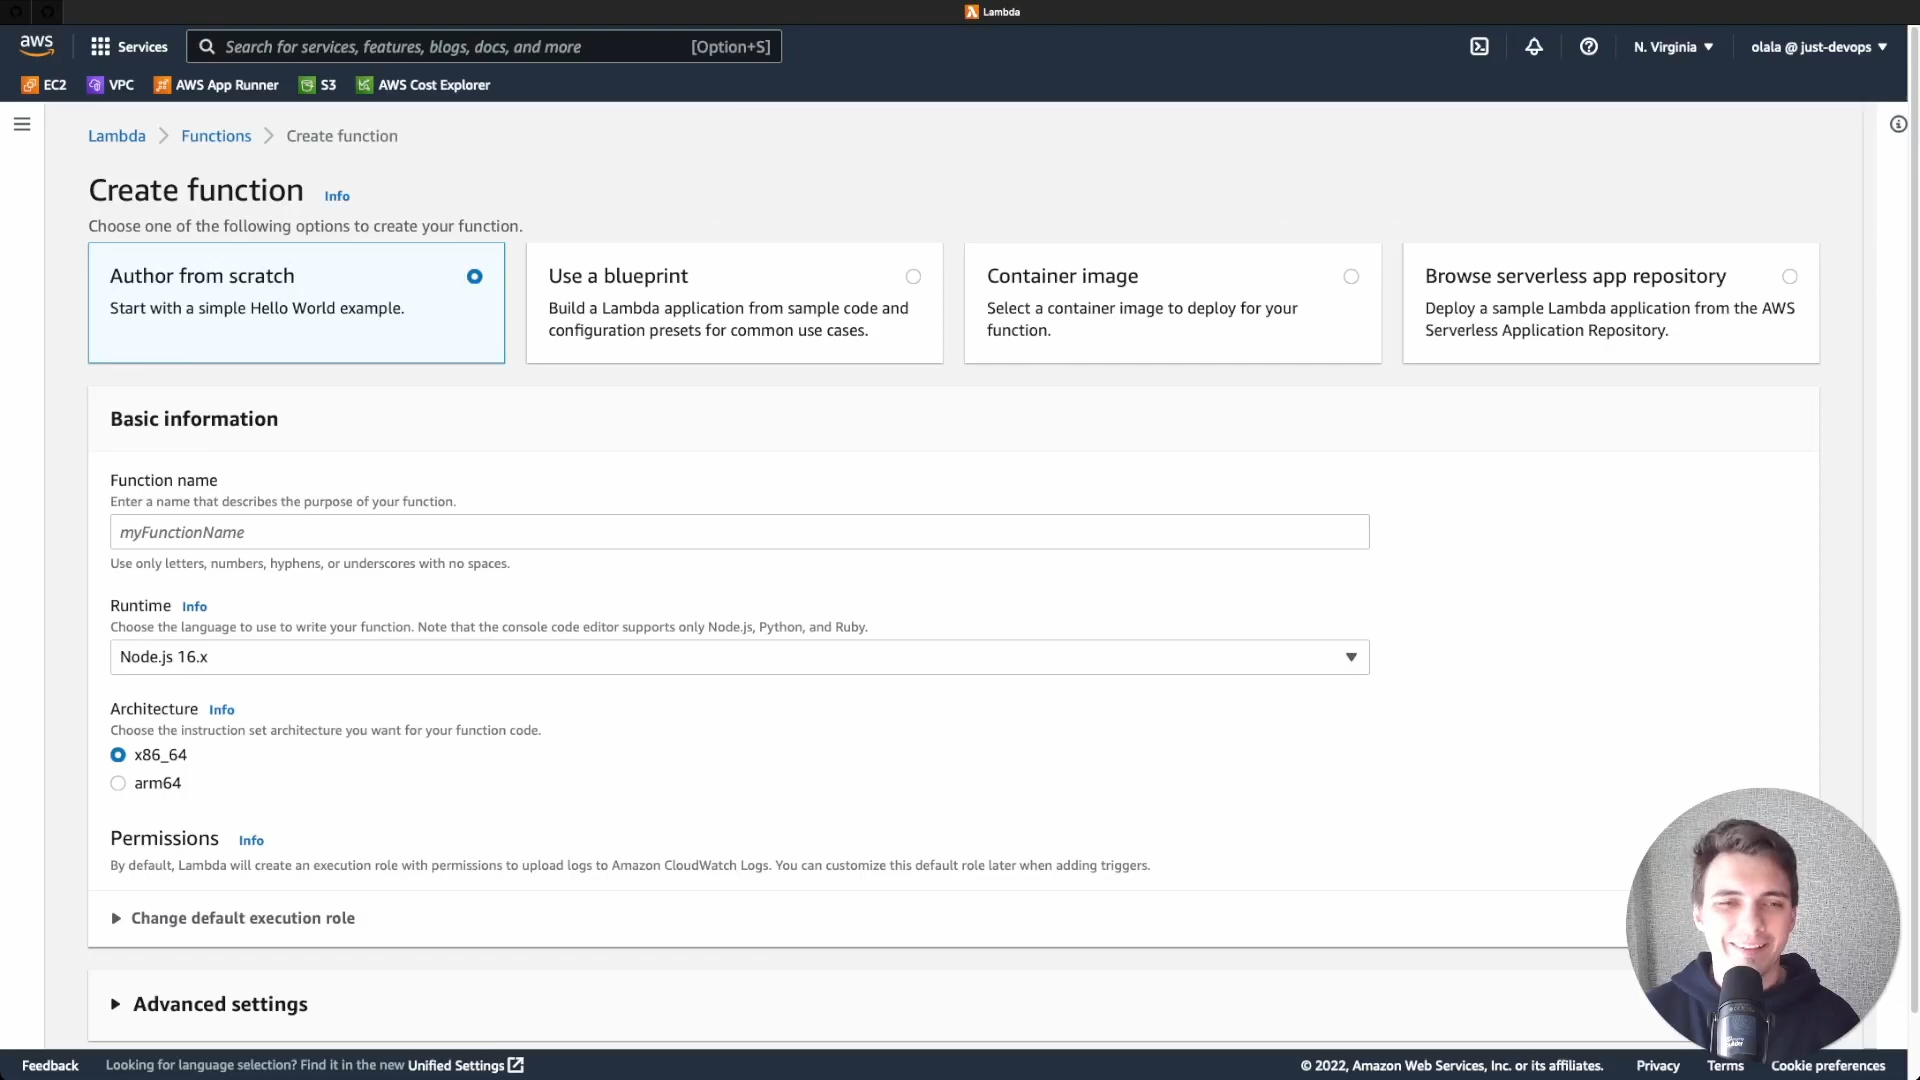 Lambda
aws
Services
Search for services, features, blogs, docs, and more
[Option+S]
N. Virginia
olala @ just-devops
EC2
VPC
AWS App Runner
S3
AWS Cost Explorer
Lambda
Functions
Create function
Create function
Info
Choose one of the following options to create your function.
Author from scratch
Start with a simple Hello World example.
Use a blueprint
Build a Lambda application from sample code and
configuration presets for common use cases.
Container image
Select a container image to deploy for your
function.
Browse serverless app repository
Deploy a sample Lambda application from the AWS
Serverless Application Repository.
Basic information
Function name
Enter a name that describes the purpose of your function.
myFunctionName
Use only letters, numbers, hyphens, or underscores with no spaces.
Runtime Info
Choose the language to use to write your function. Note that the console code editor supports only Node.js, Python, and Ruby.
Node.js 16.x
Architecture Info
Choose the instruction set architecture you want for your function code.
x86_64
arm64
Permissions Info
By default, Lambda will create an execution role with permissions to upload logs to Amazon CloudWatch Logs. You can customize this default role later when adding triggers.
Change default execution role
Advanced settings
Feedback
Looking for language selection? Find it in the new Unified Settings
© 2022, Amazon Web Services, Inc. or its affiliates.
Privacy
Terms
Cookie preferences